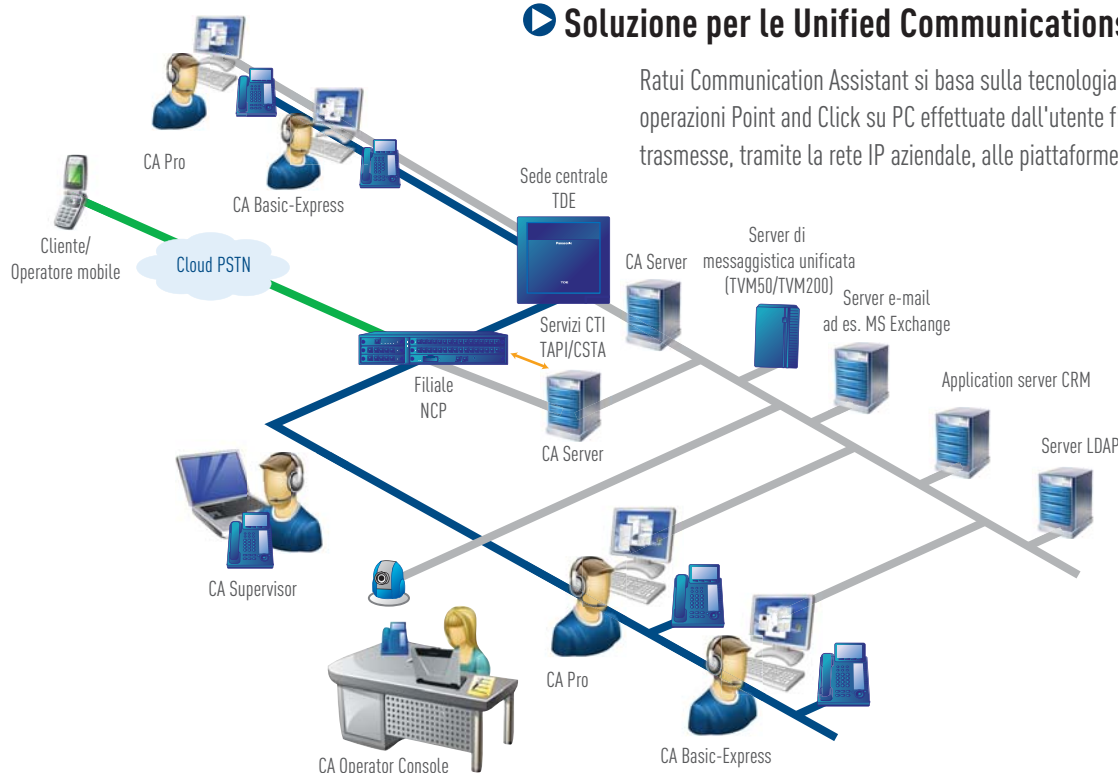 Soluzione per le Unified Communications
Ratui Communication Assistant si basa sulla tecnologia
operazioni Point and Click su PC effettuate dall'utente f
trasmesse, tramite la rete IP aziendale, alle piattaforme
CA Pro
CA Basic-Express
Cliente/
Operatore mobile
Cloud PSTN
Sede centrale
TDE
Panasonic
TDE
CA Server
Server di
messaggistica unificata
(TVM50/TVM200)
Server e-mail
ad es. MS Exchange
Servizi CTI
TAPI/CSTA
Filiale
NCP
CA Server
Application server CRM
Server LDAP
CA Supervisor
CA Pro
CA Basic-Express
CA Operator Console